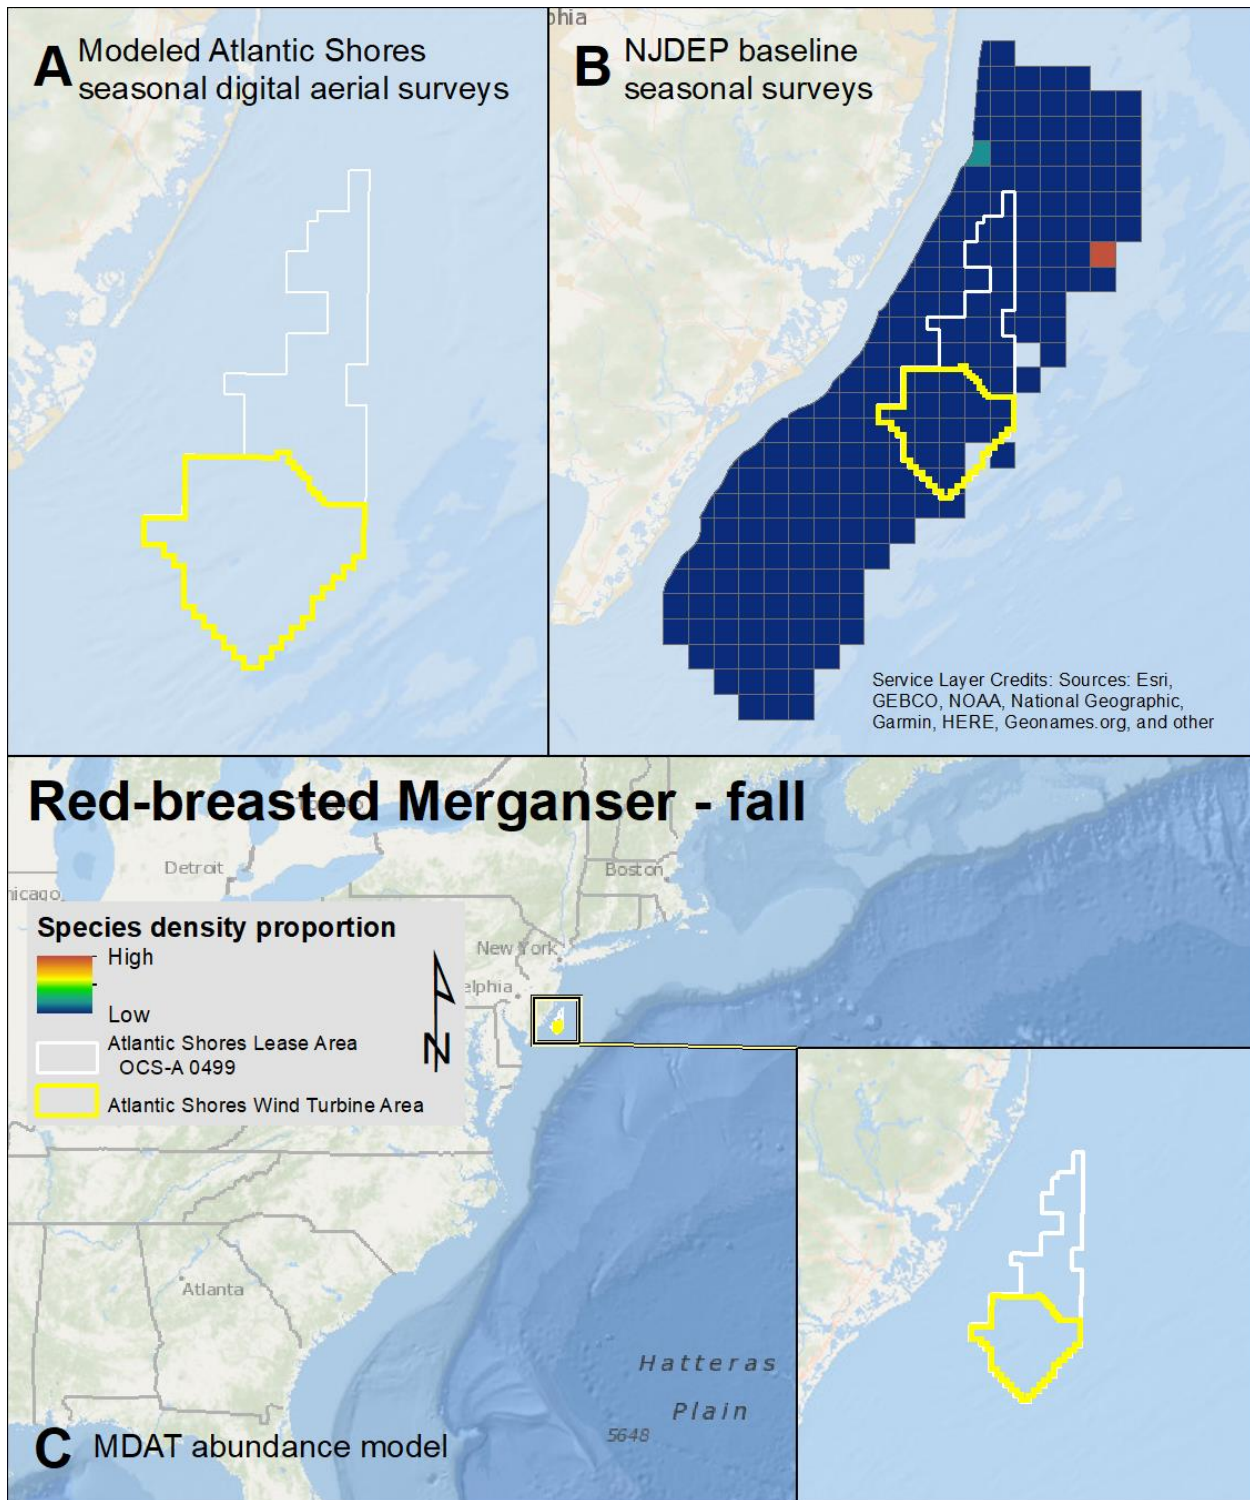 A Modeled Atlantic Shores
seasonal digital aerial surveys
phia
B NJDEP baseline
seasonal surveys
Service Layer Credits: Sources: Esri,
GEBCO, NOAA, National Geographic,
Garmin, HERE, Geonames.org, and other
Red-breasted Merganser - fall
Detroit
Boston
hicago
Species density proportion
High
Low
Atlantic Shores Lease Area
OCS-A 0499
Atlantic Shores Wind Turbine Area
N
New York
elphia
Atlanta
Hatteras
Plain
5648
C MDAT abundance model